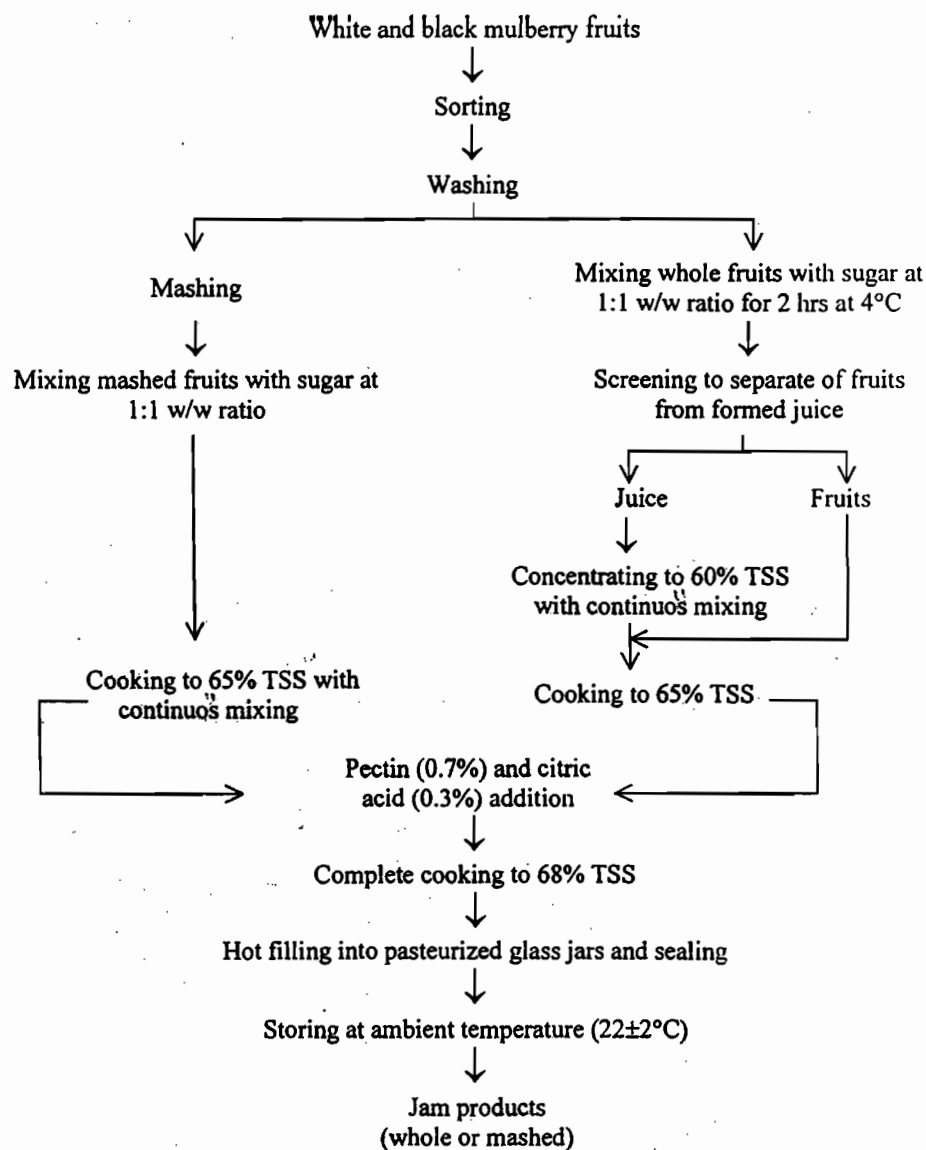 White and black mulberry fruits
Sorting
Washing
Mashing
Mixing mashed fruits with sugar at
1:1 w/w ratio
Mixing whole fruits with sugar at
1:1 w/w ratio for 2 hrs at 4°C
Screening to separate of fruits
from formed juice
Juice
Fruits
Concentrating to 60% TSS
with continuos mixing
Cooking to 65% TSS with
continuos mixing
Cooking to 65% TSS
Pectin (0.7%) and citric
acid (0.3%) addition
Complete cooking to 68% TSS
Hot filling into pasteurized glass jars and sealing
Storing at ambient temperature (22±2°C)
Jam products
(whole or mashed)